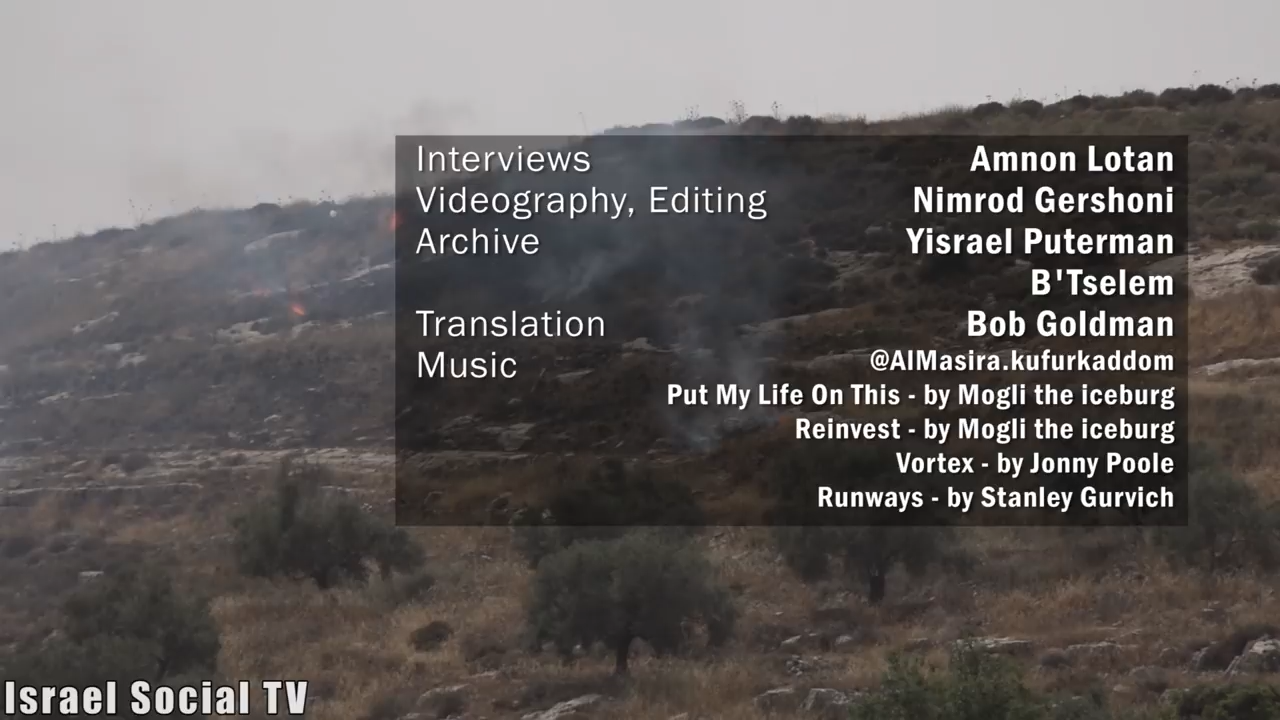 Interviews Amnon Lotan
Videography, Editing Nimrod Gershoni
Archive Yisrael Puterman
B'Tselem
Translation Bob Goldman
Music @AlMasira.kufurkaddom
Put My Life On This - by Mogli the iceburg
Reinvest - by Mogli the iceburg
Vortex - by Jonny Poole
Runways - by Stanley Gurvich
Israel Social TV